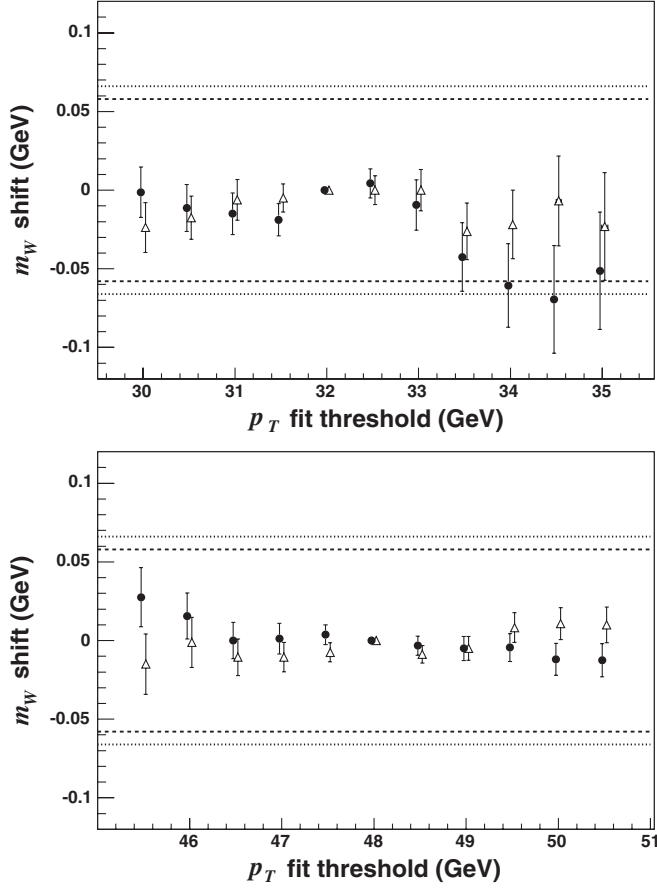 0.1
0.05
0
-0.05
-0.1
m_W shift (GeV)
30 31 32 33 34 35
p_T fit threshold (GeV)
0.1
0.05
0
-0.05
-0.1
m_W shift (GeV)
46 47 48 49 50 51
p_T fit threshold (GeV)